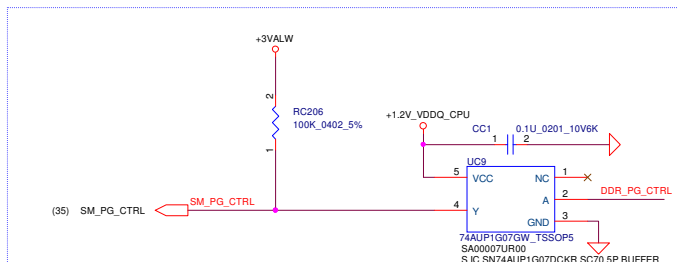 +3VALW
2
RC206
100K_0402_5%
1
+1.2V_VDDQ_CPU
CC1
0.1U_0201_10V6K
1
2
UC9
5
VCC
NC
1
A
2
DDR_PG_CTRL
(35)
SM_PG_CTRL
SM_PG_CTRL
4
Y
GND
3
74AUP1G07GW_TSSOP5
SA00007UR00
S IC SN74AUP1G07DCKR SC70 5P BUFFER